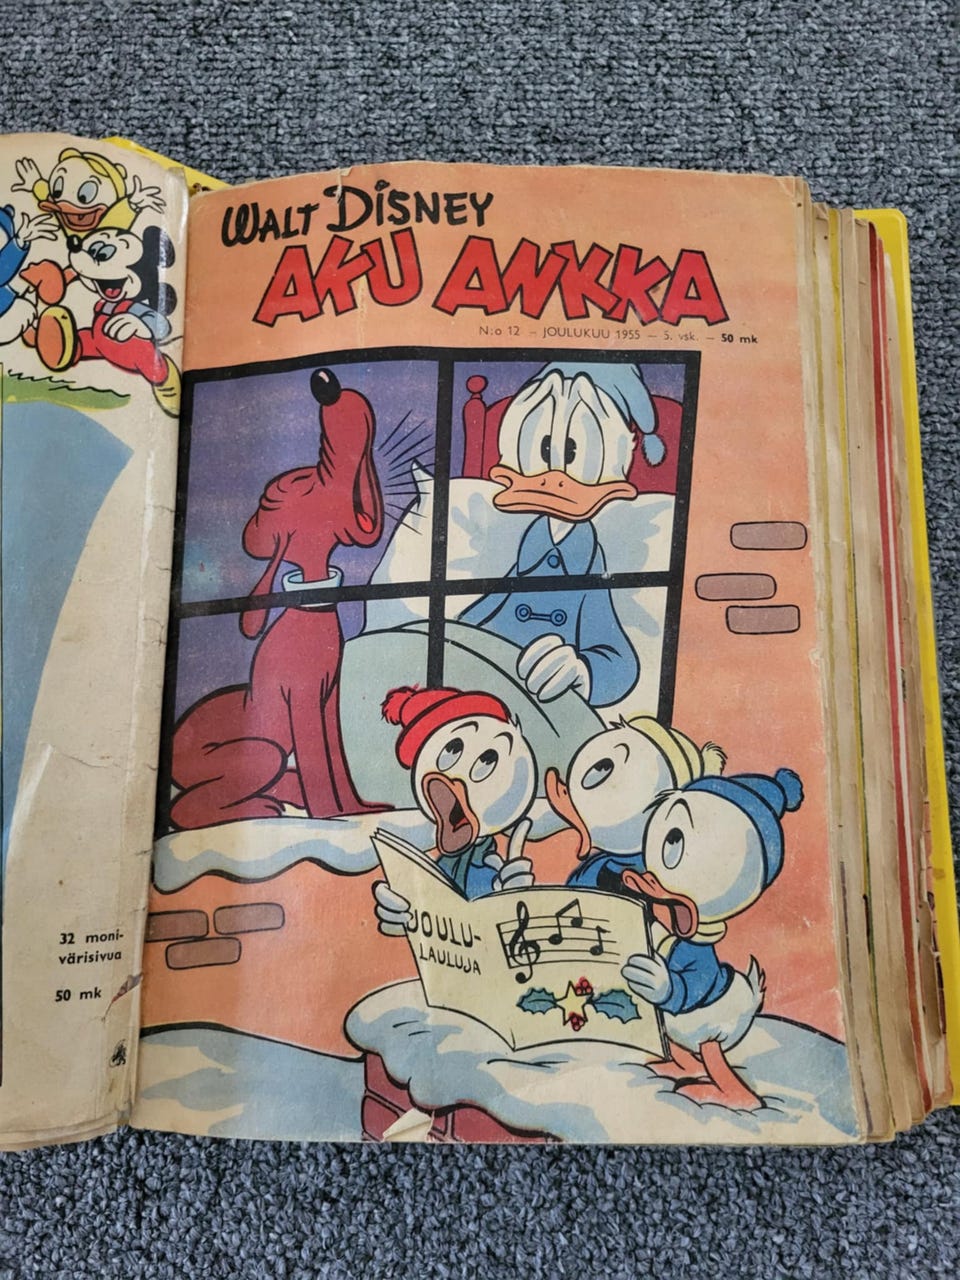 WALT DISNEY
AKU ANKKA
N:o 12 – JOULUKUU 1955 – 5. vsk. – 50 mk
JOULU-
LAULUJA
32 moni-
värisivua
50 mk